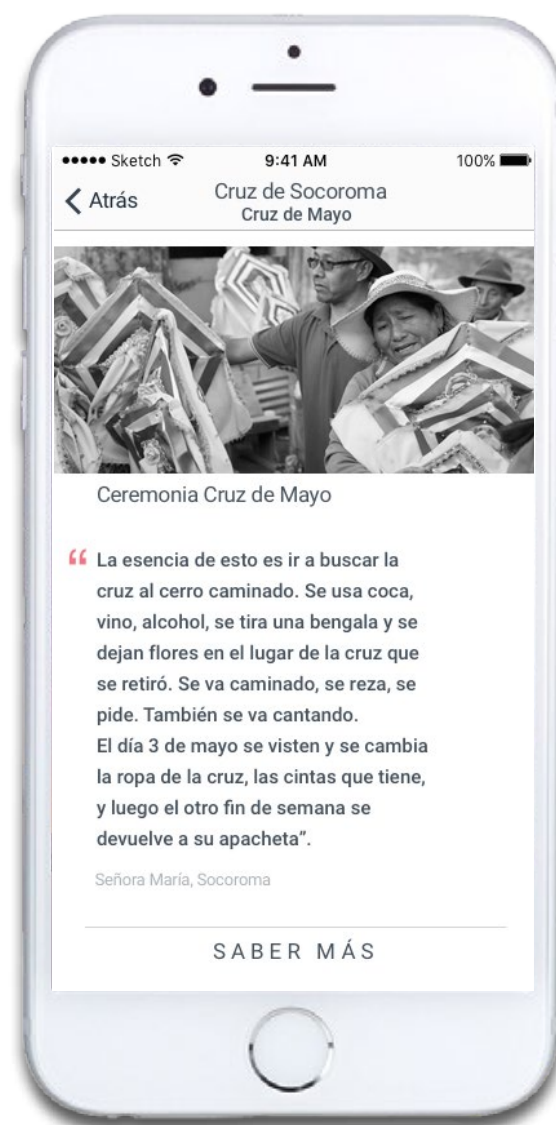 Sketch 9:41 AM 100%
Atrás
Cruz de Socoroma
Cruz de Mayo
Ceremonia Cruz de Mayo
“ La esencia de esto es ir a buscar la
cruz al cerro caminado. Se usa coca,
vino, alcohol, se tira una bengala y se
dejan flores en el lugar de la cruz que
se retiró. Se va caminado, se reza, se
pide. También se va cantando.
El día 3 de mayo se visten y se cambia
la ropa de la cruz, las cintas que tiene,
y luego el otro fin de semana se
devuelve a su apacheta”.
Señora María, Socoroma
SABER MÁS